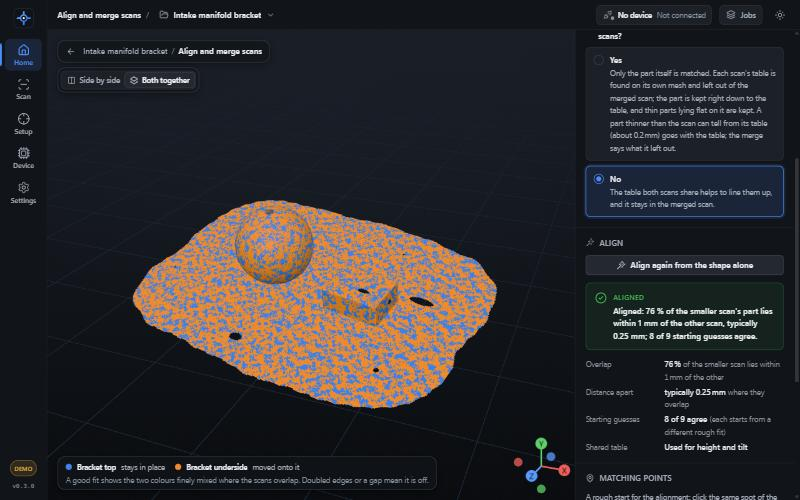 Align and merge scans / Intake manifold bracket
No device Not connected
Jobs
Home
Scan
Setup
Device
Settings
DEMO
v0.3.0
Intake manifold bracket / Align and merge scans
Side by side Both together
Bracket top stays in place Bracket underside moved onto it
A good fit shows the two colours finely mixed where the scans overlap. Doubled edges or a gap mean it is off.
Y
X
Z
scans?
Yes
Only the part itself is matched. Each scan's table is
found on its own mesh and left out of the
merged scan; the part is kept right down to the
table, and thin parts lying flat on it are kept. A
part thinner than the scan can tell from its table
(about 0.2 mm) goes with the table; the merge
says what it left out.
No
The table both scans share helps to line them up,
and it stays in the merged scan.
ALIGN
Align again from the shape alone
ALIGNED
Aligned: 76 % of the smaller scan's part lies
within 1 mm of the other scan, typically
0.25 mm; 8 of 9 starting guesses agree.
Overlap 76 % of the smaller scan lies within
1 mm of the other
Distance apart typically 0.25 mm where they
overlap
Starting guesses 8 of 9 agree (each starts from a
different rough fit)
Shared table Used for height and tilt
MATCHING POINTS
A rough start for the alignment: click the same spot of the